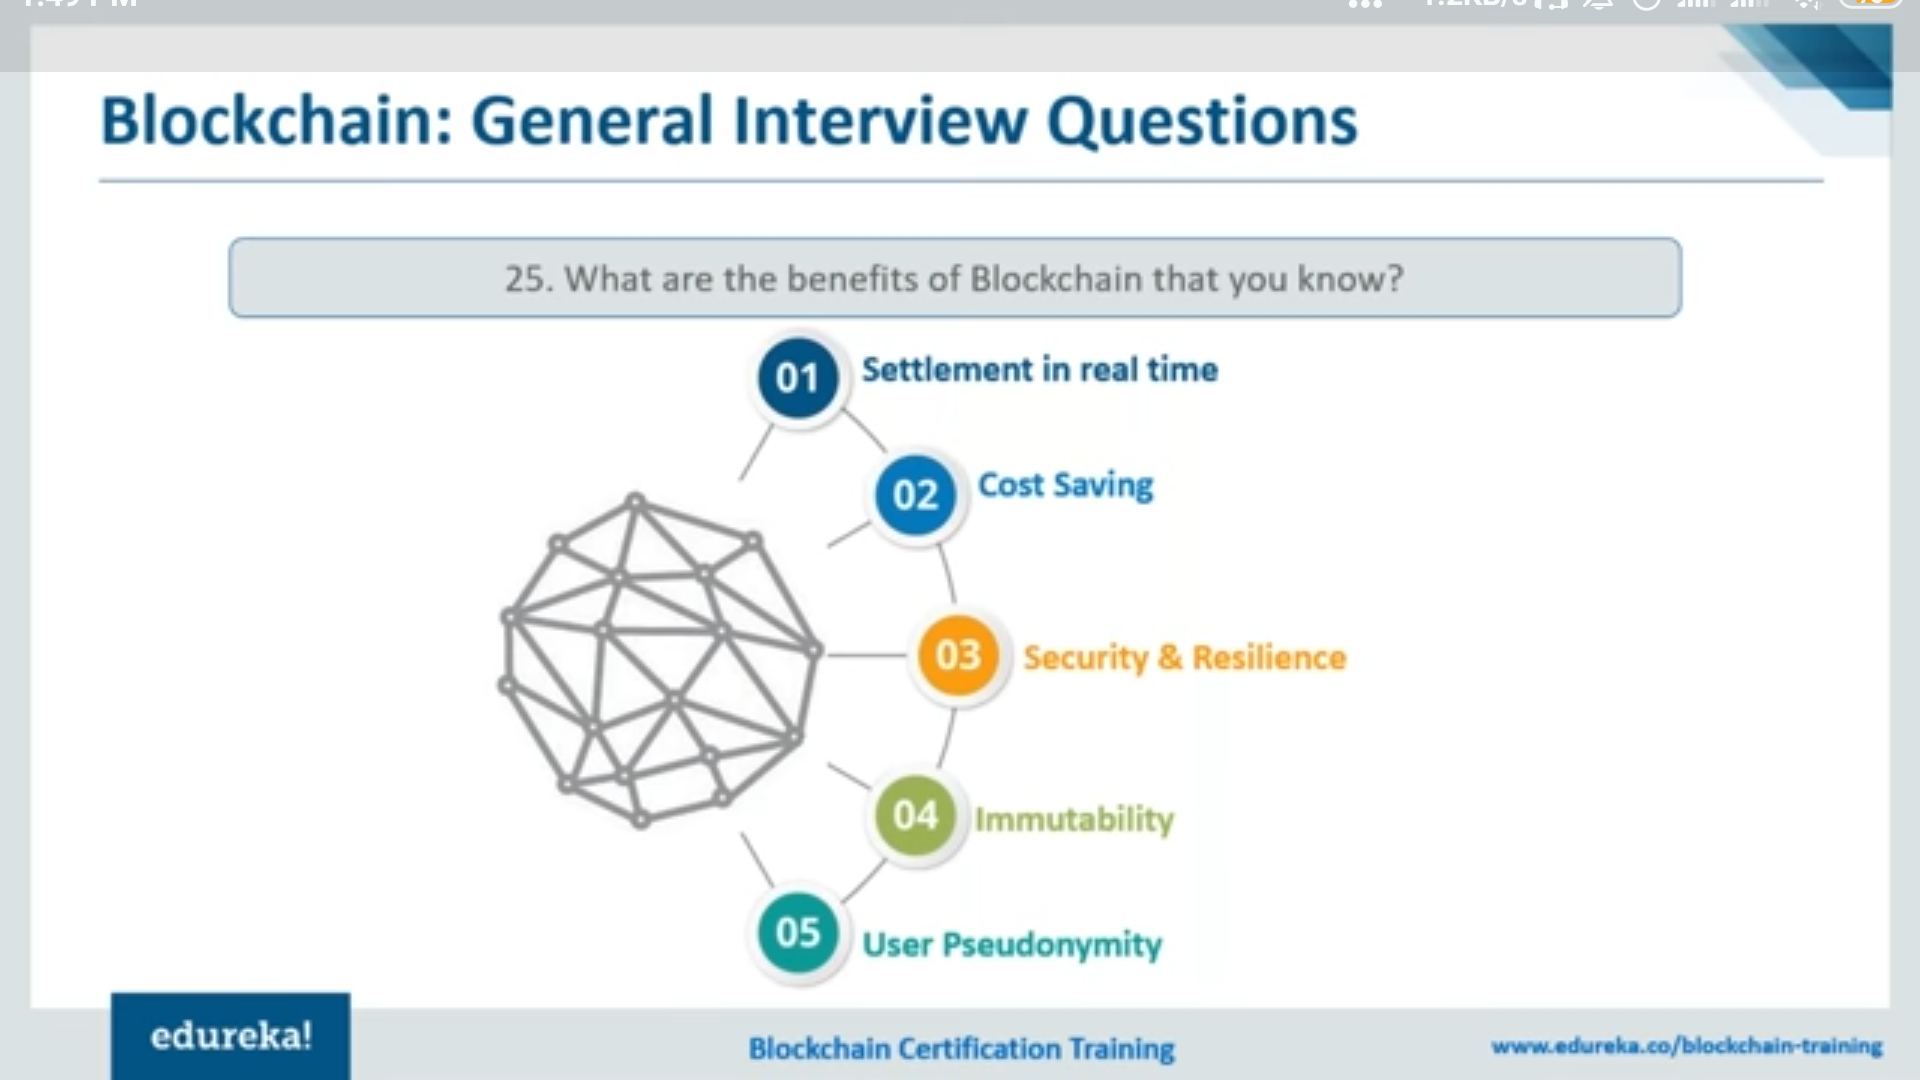 Blockchain: General Interview Questions
25. What are the benefits of Blockchain that you know?
01 Settlement in real time
02 Cost Saving
03 Security & Resilience
04 Immutability
05 User Pseudonymity
edureka!
Blockchain Certification Training
www.edureka.co/blockchain-training